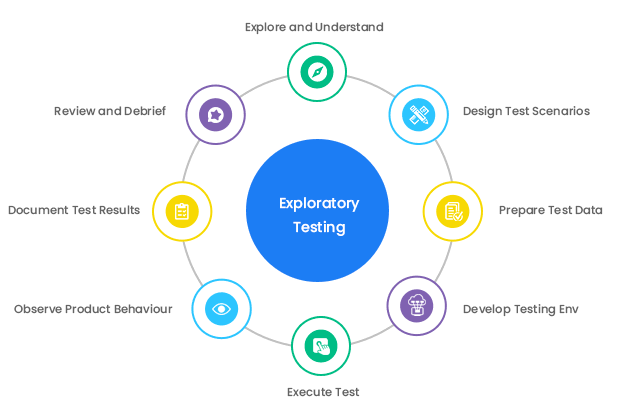 Explore and Understand
Review and Debrief
Design Test Scenarios
Exploratory
Testing
Document Test Results
Prepare Test Data
Observe Product Behaviour
Develop Testing Env
Execute Test